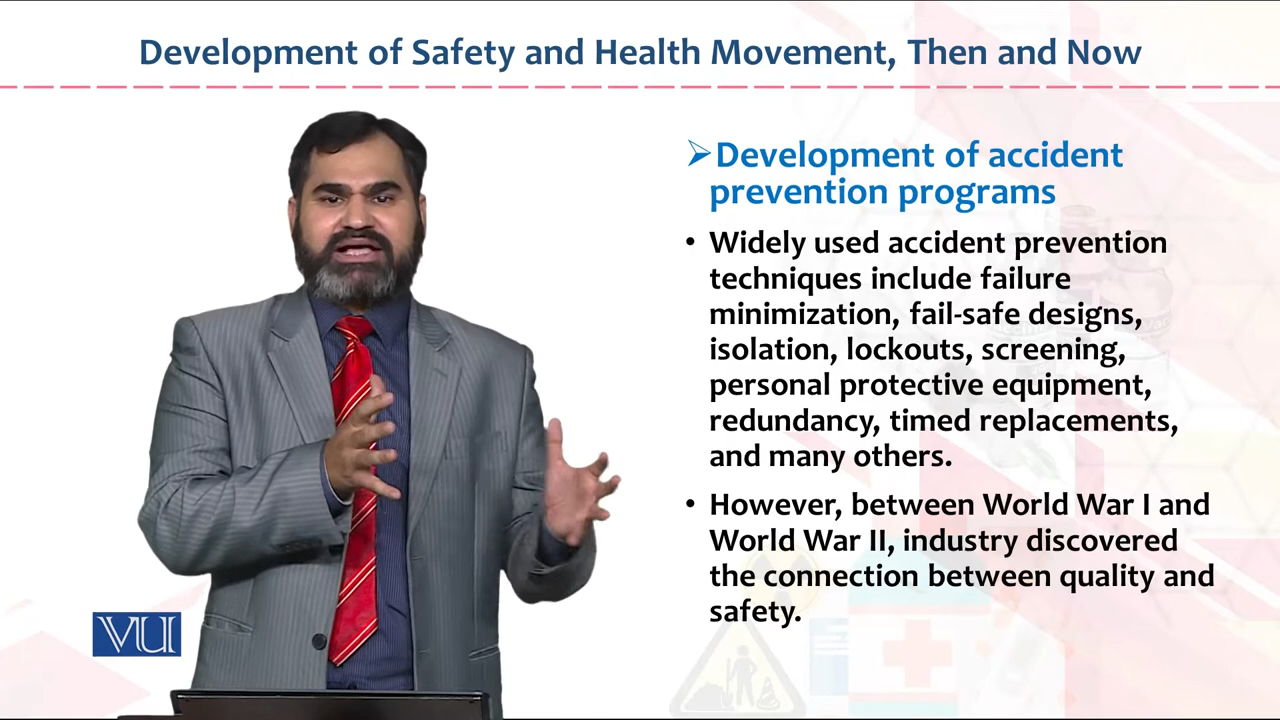 Development of Safety and Health Movement, Then and Now
➢Development of accident
prevention programs
• Widely used accident prevention
techniques include failure
minimization, fail-safe designs,
isolation, lockouts, screening,
personal protective equipment,
redundancy, timed replacements,
and many others.
• However, between World War I and
World War II, industry discovered
the connection between quality and
safety.
VU